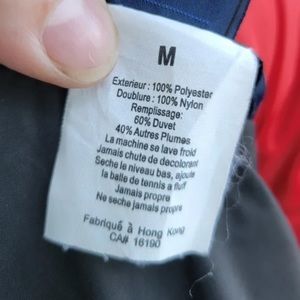 M
Exterieur : 100% Polyester
Doublure : 100% Nylon
Remplissage:
60% Duvet
40% Autres Plumes
La machine se lave froid
Jamais chute de decolorant
Seche le niveau bas, ajoute
la balle de tennis a fluff
Jamais propre
Ne seche jamais propre
Fabriqué à Hong Kong
CA# 16190